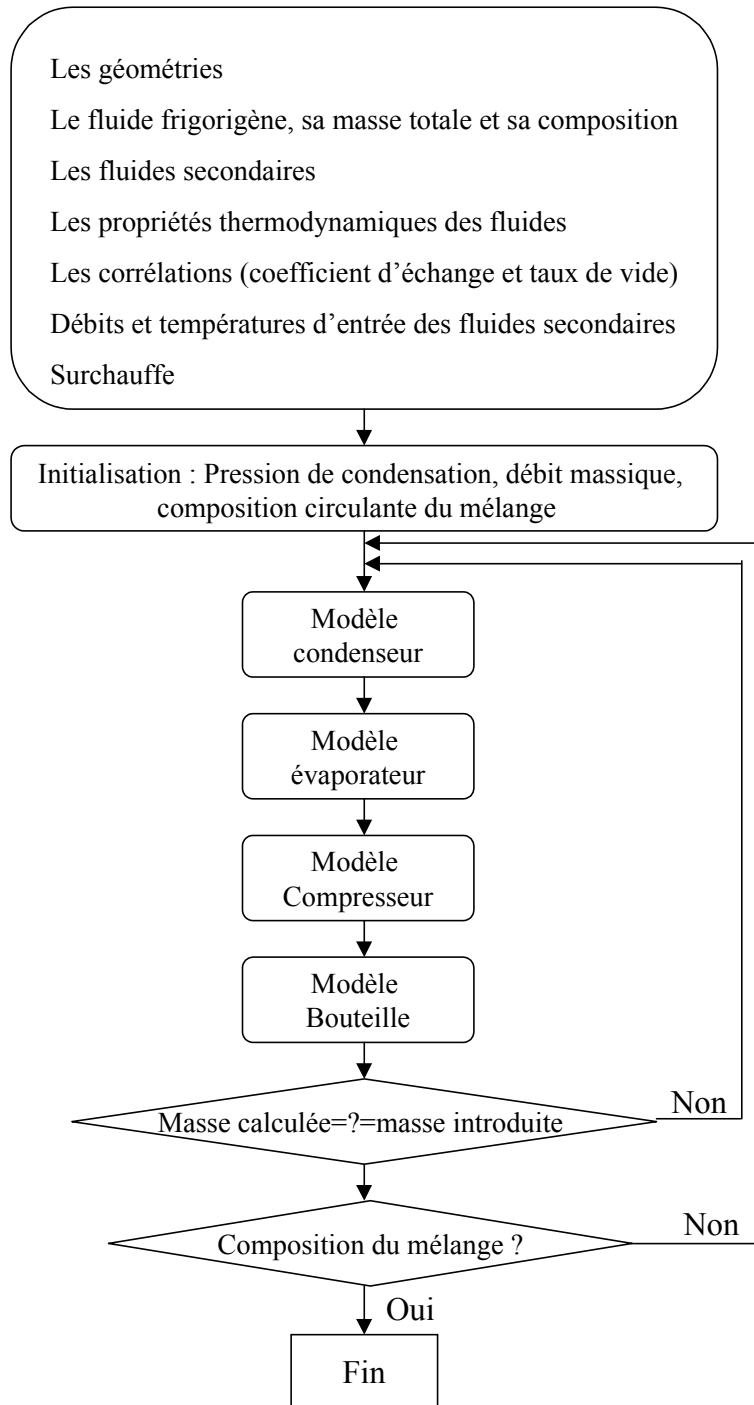 Les géométries
Le fluide frigorigène, sa masse totale et sa composition
Les fluides secondaires
Les propriétés thermodynamiques des fluides
Les corrélations (coefficient d’échange et taux de vide)
Débits et températures d’entrée des fluides secondaires
Surchauffe
Initialisation : Pression de condensation, débit massique,
composition circulante du mélange
Modèle
condenseur
Modèle
évaporateur
Modèle
Compresseur
Modèle
Bouteille
Masse calculée=?=masse introduite
Non
Composition du mélange ?
Non
Oui
Fin